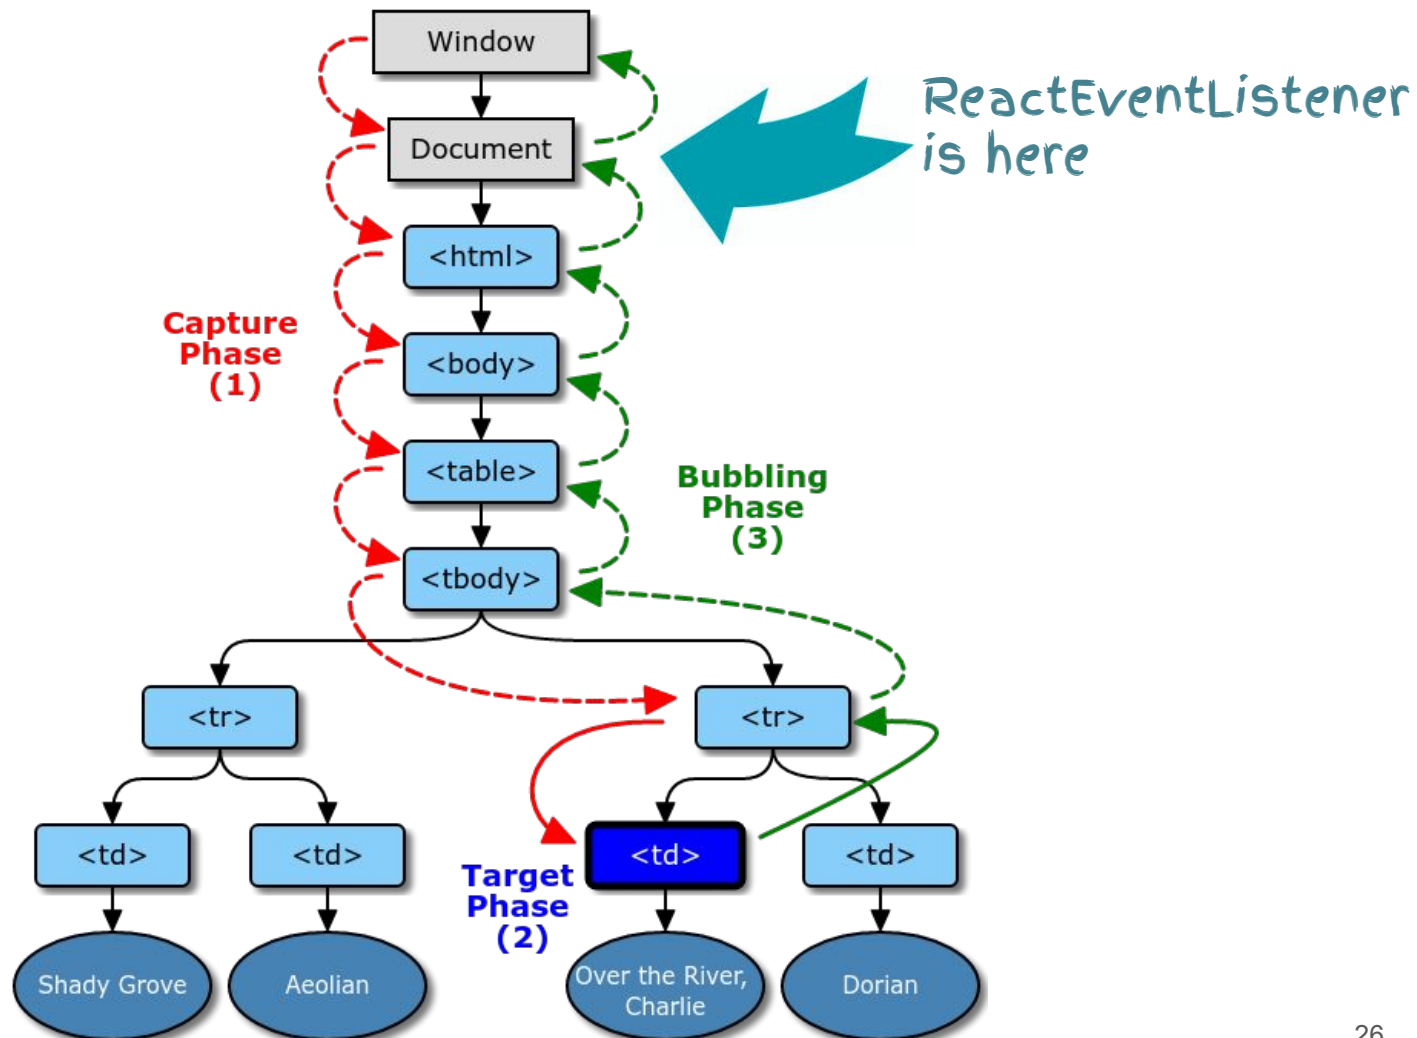 Window
ReactEventListener
is here
Document
<html>
Capture
Phase
(1)
<body>
<table>
Bubbling
Phase
(3)
<tbody>
<tr>
<tr>
<td>
<td>
<td>
<td>
Target
Phase
(2)
Shady Grove
Aeolian
Over the River,
Charlie
Dorian
26